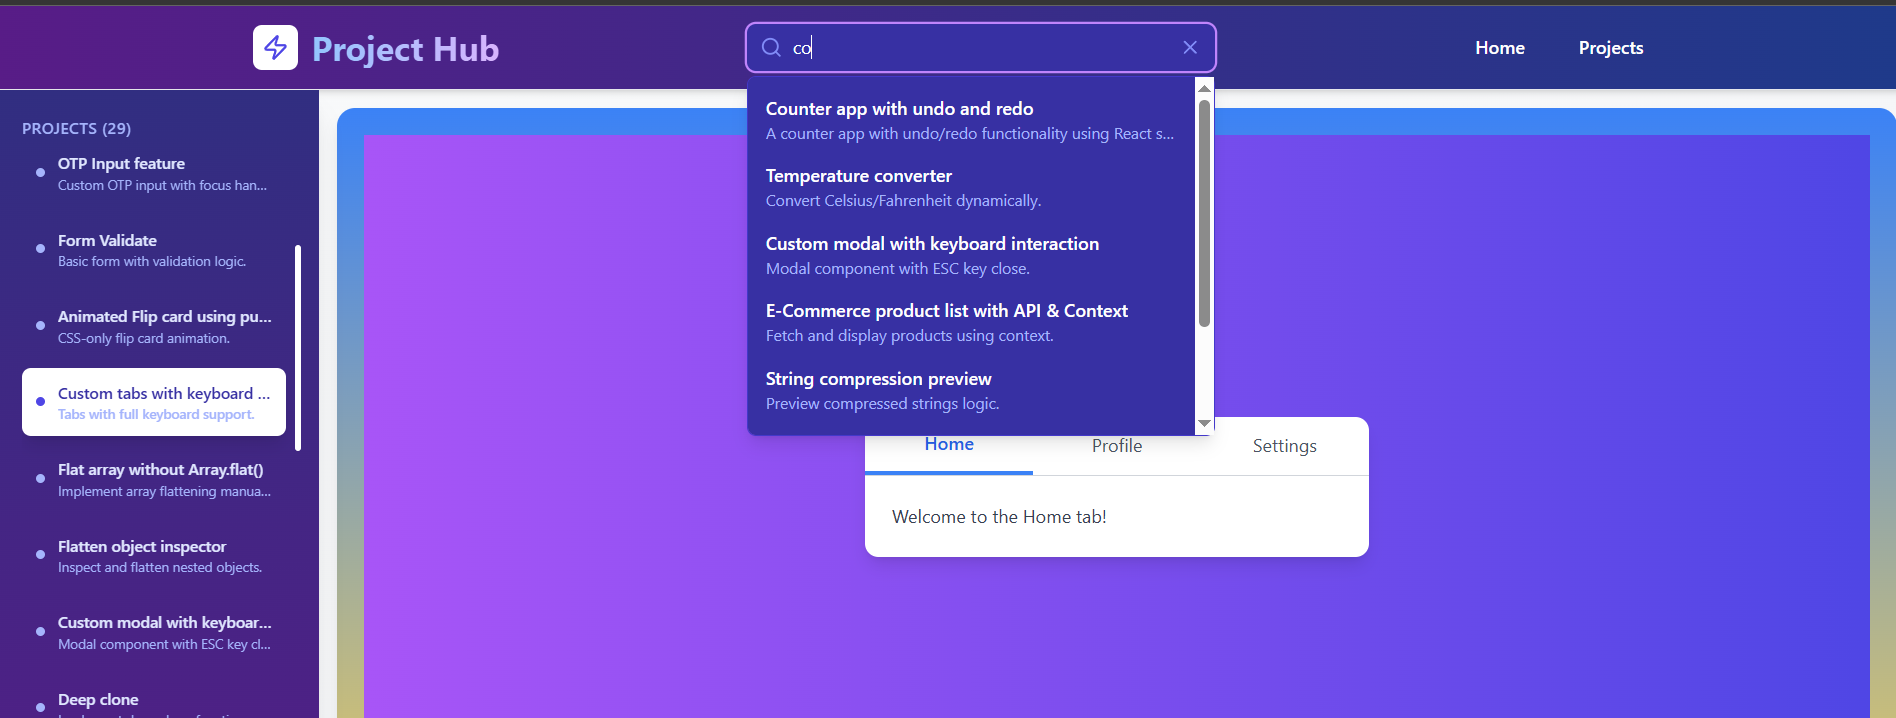 Project Hub
co
Home
Projects
PROJECTS (29)
OTP Input feature
Custom OTP input with focus han...
Form Validate
Basic form with validation logic.
Animated Flip card using pu...
CSS-only flip card animation.
Custom tabs with keyboard ...
Tabs with full keyboard support.
Flat array without Array.flat()
Implement array flattening manua...
Flatten object inspector
Inspect and flatten nested objects.
Custom modal with keyboar...
Modal component with ESC key cl...
Deep clone
Counter app with undo and redo
A counter app with undo/redo functionality using React s...
Temperature converter
Convert Celsius/Fahrenheit dynamically.
Custom modal with keyboard interaction
Modal component with ESC key close.
E-Commerce product list with API & Context
Fetch and display products using context.
String compression preview
Preview compressed strings logic.
Home
Profile
Settings
Welcome to the Home tab!